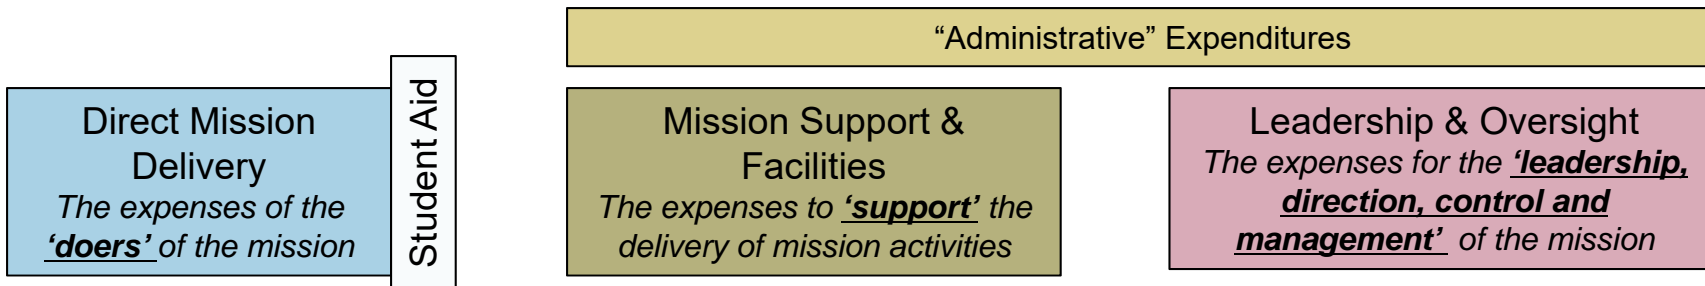 “Administrative” Expenditures
Direct Mission
Delivery
The expenses of the
‘doers’ of the mission
Student Aid
Mission Support &
Facilities
The expenses to ‘support’ the
delivery of mission activities
Leadership & Oversight
The expenses for the ‘leadership,
direction, control and
management’ of the mission